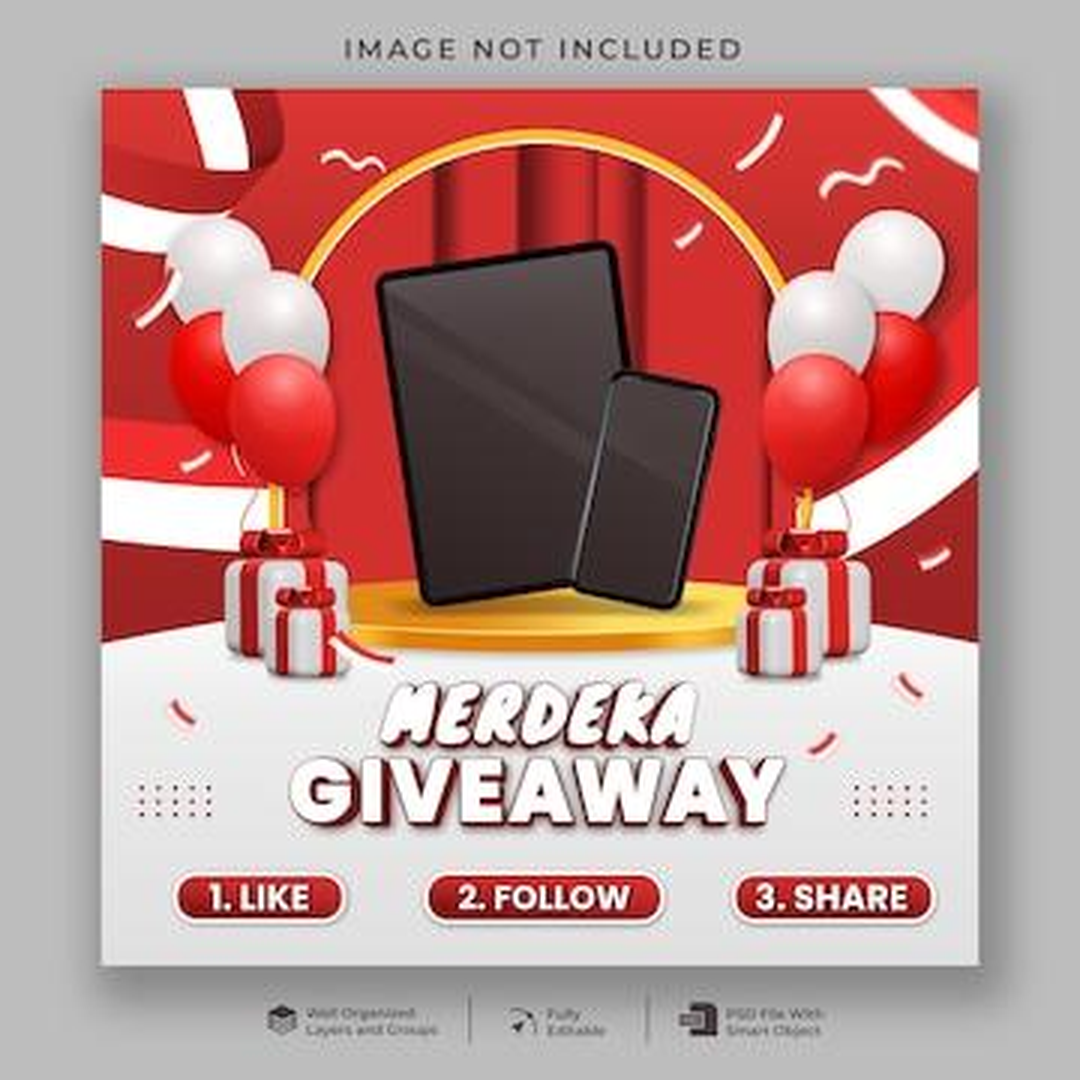 IMAGE NOT INCLUDED
MERDEKA
GIVEAWAY
1. LIKE
2. FOLLOW
3. SHARE
Well Organized
Layers and Groups
Fully
Editable
PSD File With
Smart Object